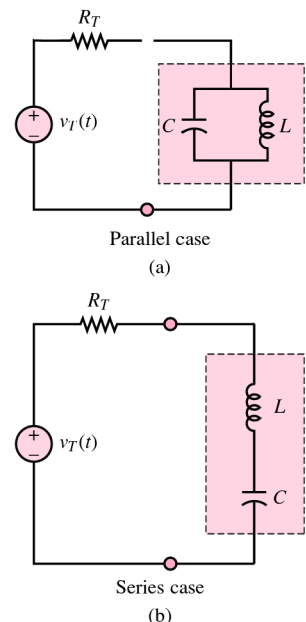 R_T
+
−
v_T(t)
C
L
Parallel case
(a)
R_T
+
−
v_T(t)
L
C
Series case
(b)